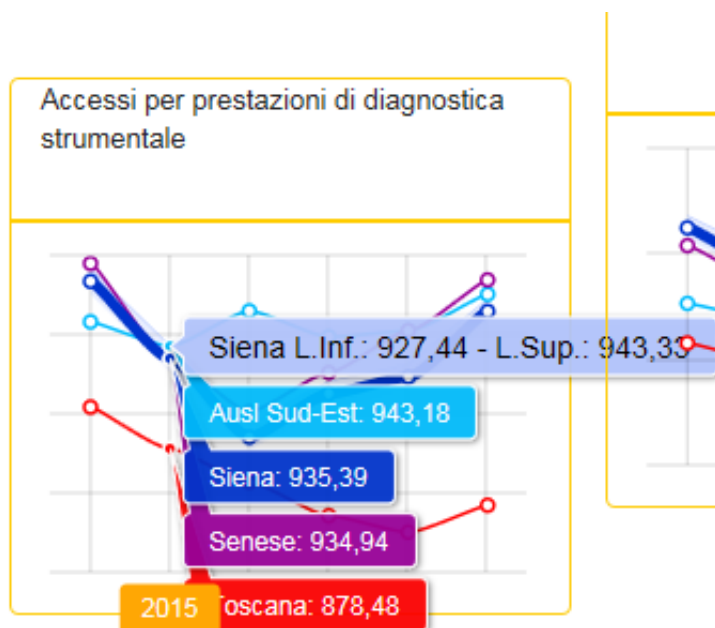 Accessi per prestazioni di diagnostica
strumentale
Siena L.Inf.: 927,44 - L.Sup.: 943,33
Ausl Sud-Est: 943,18
Siena: 935,39
Senese: 934,94
2015
Toscana: 878,48